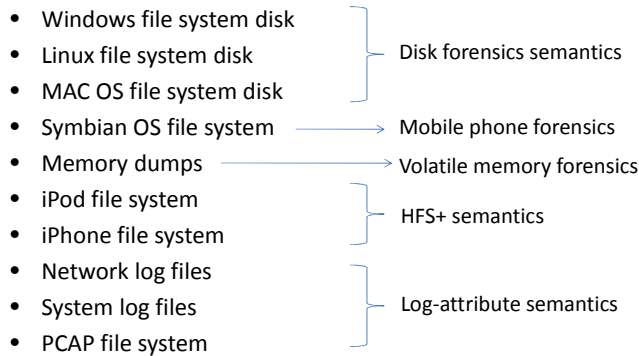 • Windows file system disk
• Linux file system disk
Disk forensics semantics
• MAC OS file system disk
• Symbian OS file system
Mobile phone forensics
• Memory dumps
Volatile memory forensics
• iPod file system
HFS+ semantics
• iPhone file system
• Network log files
• System log files
Log-attribute semantics
• PCAP file system